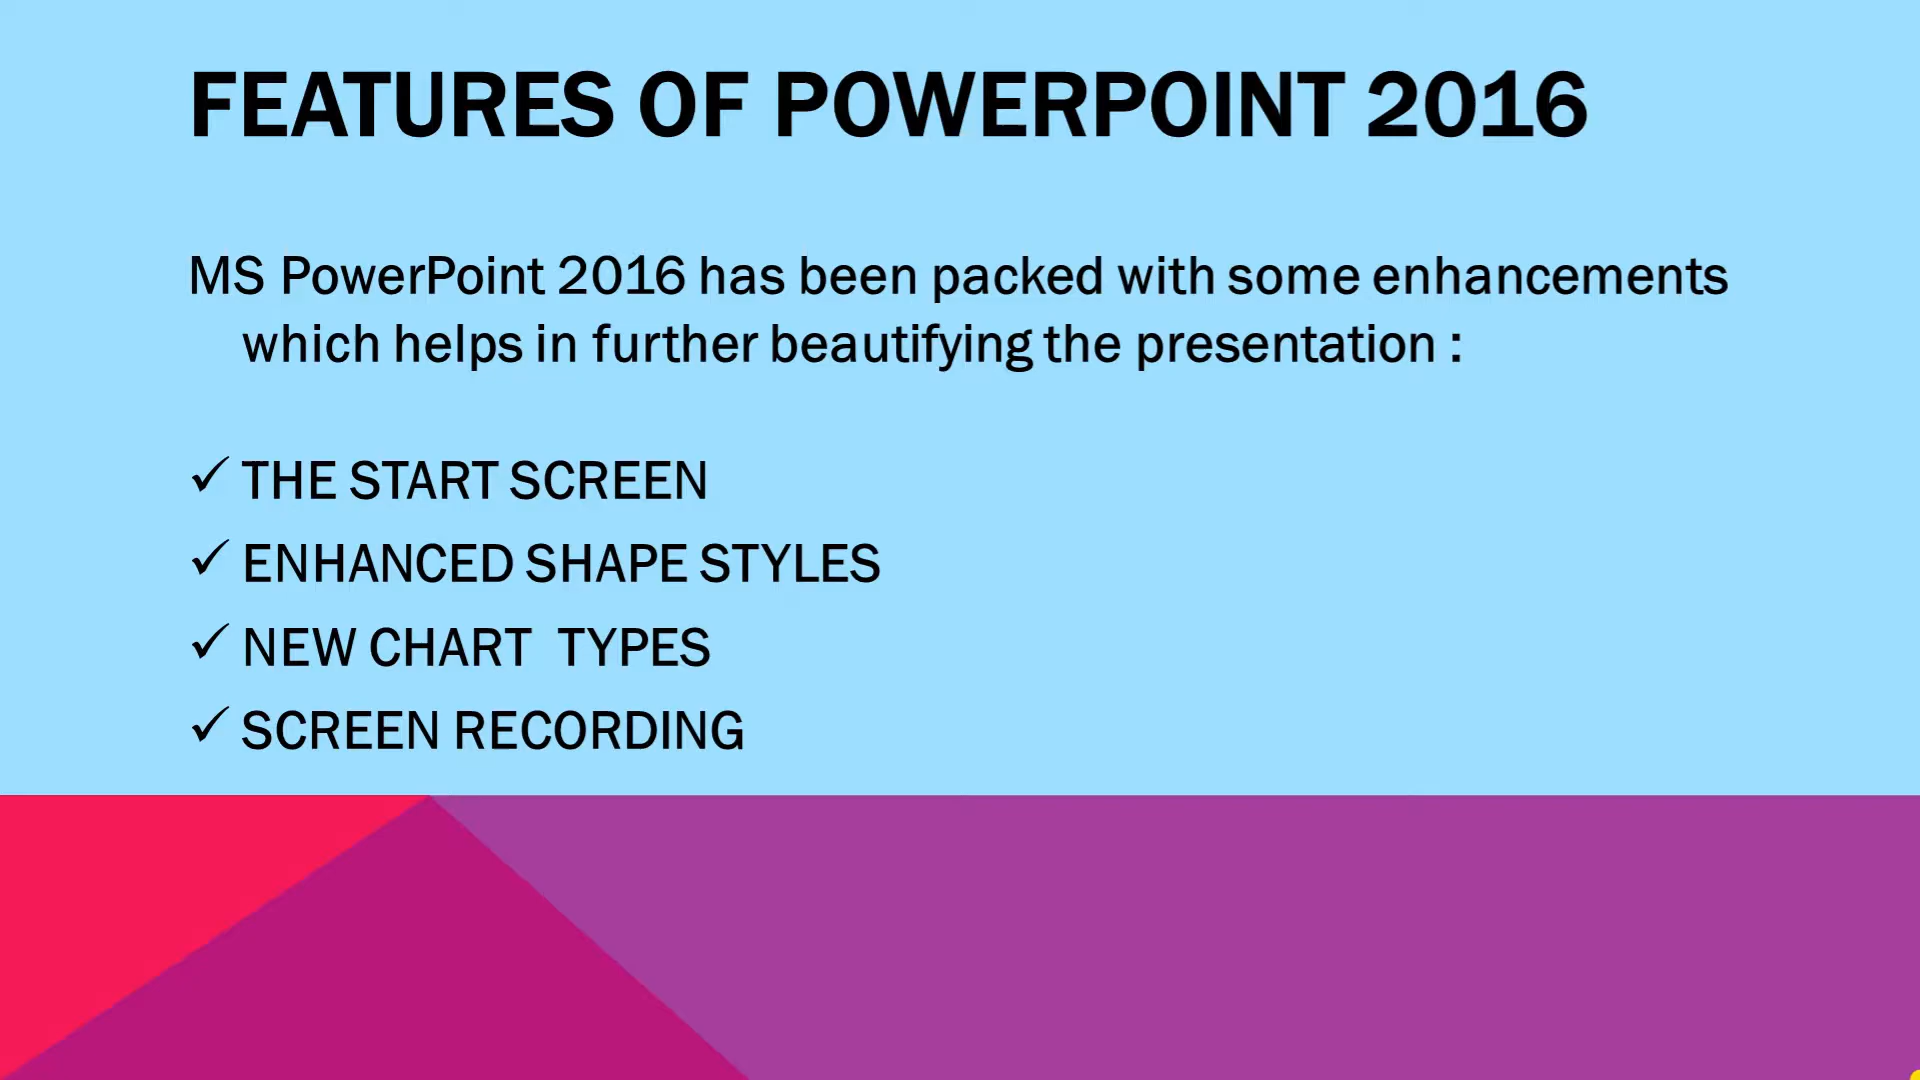 FEATURES OF POWERPOINT 2016
MS PowerPoint 2016 has been packed with some enhancements
which helps in further beautifying the presentation :
✓ THE START SCREEN
✓ ENHANCED SHAPE STYLES
✓ NEW CHART  TYPES
✓ SCREEN RECORDING